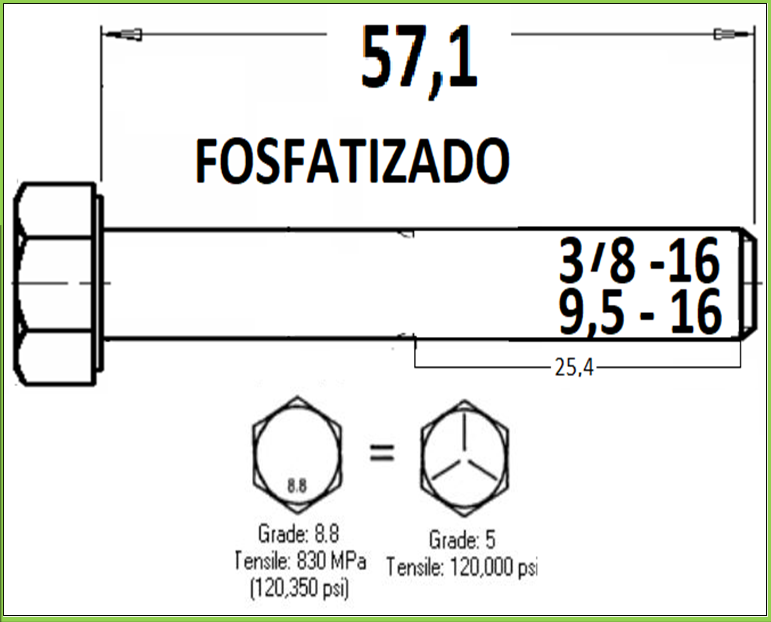 57,1
FOSFATIZADO
3/8 -16
9,5 - 16
25,4
8.8
=
Grade: 8.8
Tensile: 830 MPa
(120,350 psi)
Grade: 5
Tensile: 120,000 psi